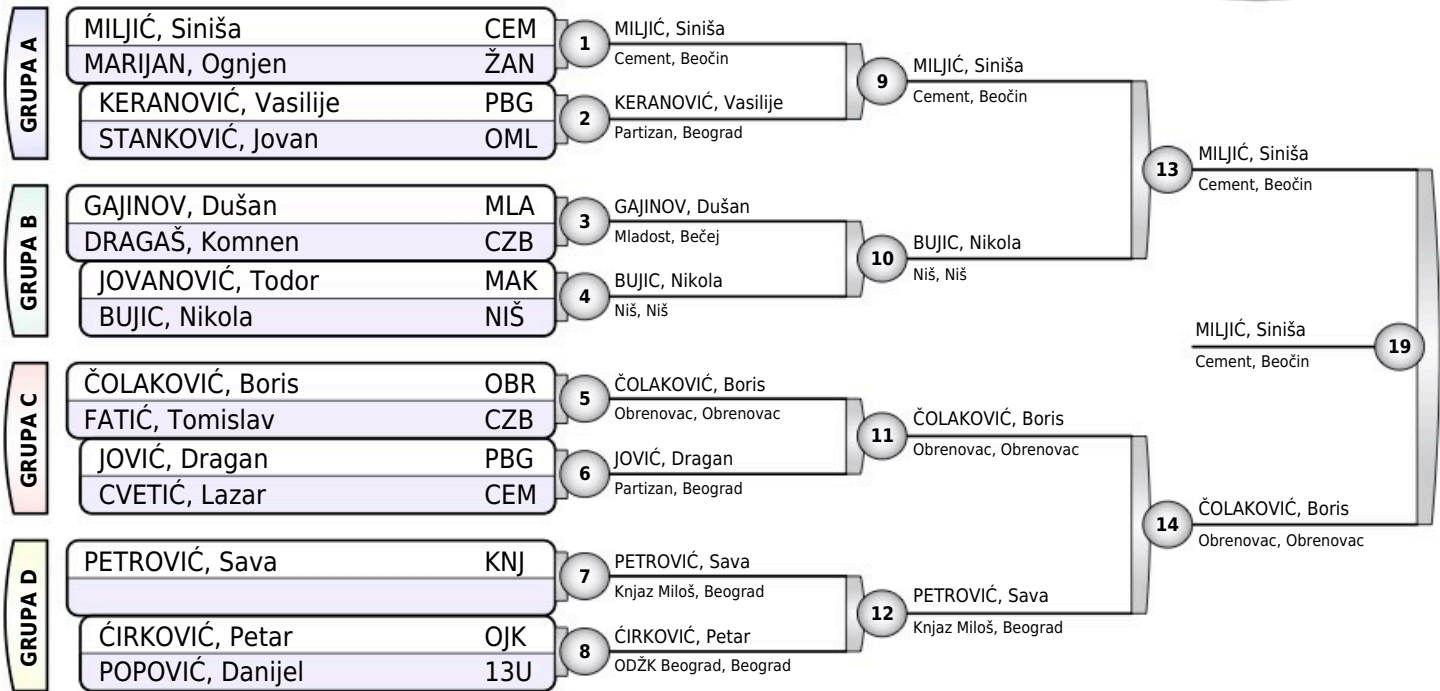 GRUPA A
MILJIĆ, Siniša CEM
MARIJAN, Ognjen ŽAN
KERANOVIĆ, Vasilije PBG
STANKOVIĆ, Jovan OML
GRUPA B
GAJINOV, Dušan MLA
DRAGAŠ, Komnen CZB
JOVANOVIĆ, Todor MAK
BUJIC, Nikola NIŠ
GRUPA C
ČOLAKOVIĆ, Boris OBR
FATIĆ, Tomislav CZB
JOVIĆ, Dragan PBG
CVETIĆ, Lazar CEM
GRUPA D
PETROVIĆ, Sava KNJ
ĆIRKOVIĆ, Petar OJK
POPOVIĆ, Danijel 13U
1
MILJIĆ, Siniša
Cement, Beočin
2
KERANOVIĆ, Vasilije
Partizan, Beograd
3
GAJINOV, Dušan
Mladost, Bečej
4
BUJIC, Nikola
Niš, Niš
5
ČOLAKOVIĆ, Boris
Obrenovac, Obrenovac
6
JOVIĆ, Dragan
Partizan, Beograd
7
PETROVIĆ, Sava
Knjaz Miloš, Beograd
8
ĆIRKOVIĆ, Petar
ODŽK Beograd, Beograd
9
MILJIĆ, Siniša
Cement, Beočin
10
BUJIC, Nikola
Niš, Niš
11
ČOLAKOVIĆ, Boris
Obrenovac, Obrenovac
12
PETROVIĆ, Sava
Knjaz Miloš, Beograd
13
MILJIĆ, Siniša
Cement, Beočin
14
ČOLAKOVIĆ, Boris
Obrenovac, Obrenovac
MILJIĆ, Siniša
Cement, Beočin
19